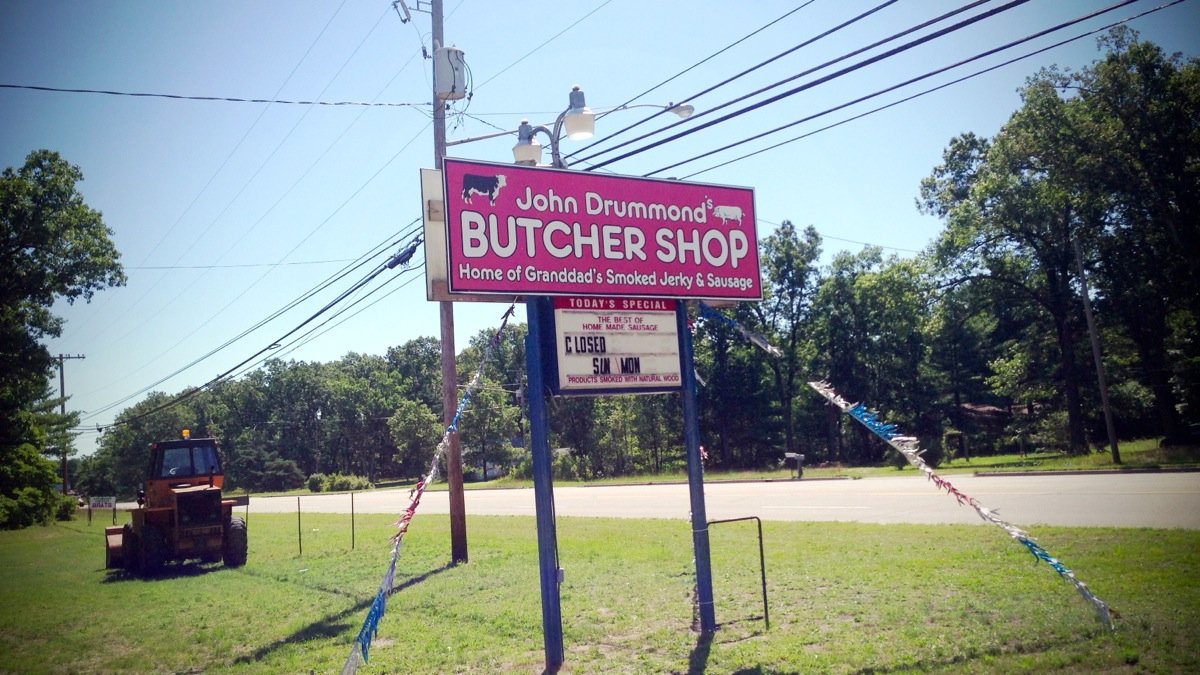 John Drummond's
BUTCHER SHOP
Home of Granddad's Smoked Jerky & Sausage
TODAY'S SPECIAL
THE BEST OF
HOME MADE SAUSAGE
CLOSED
SUN \ MON
PRODUCTS SMOKED WITH NATURAL WOOD